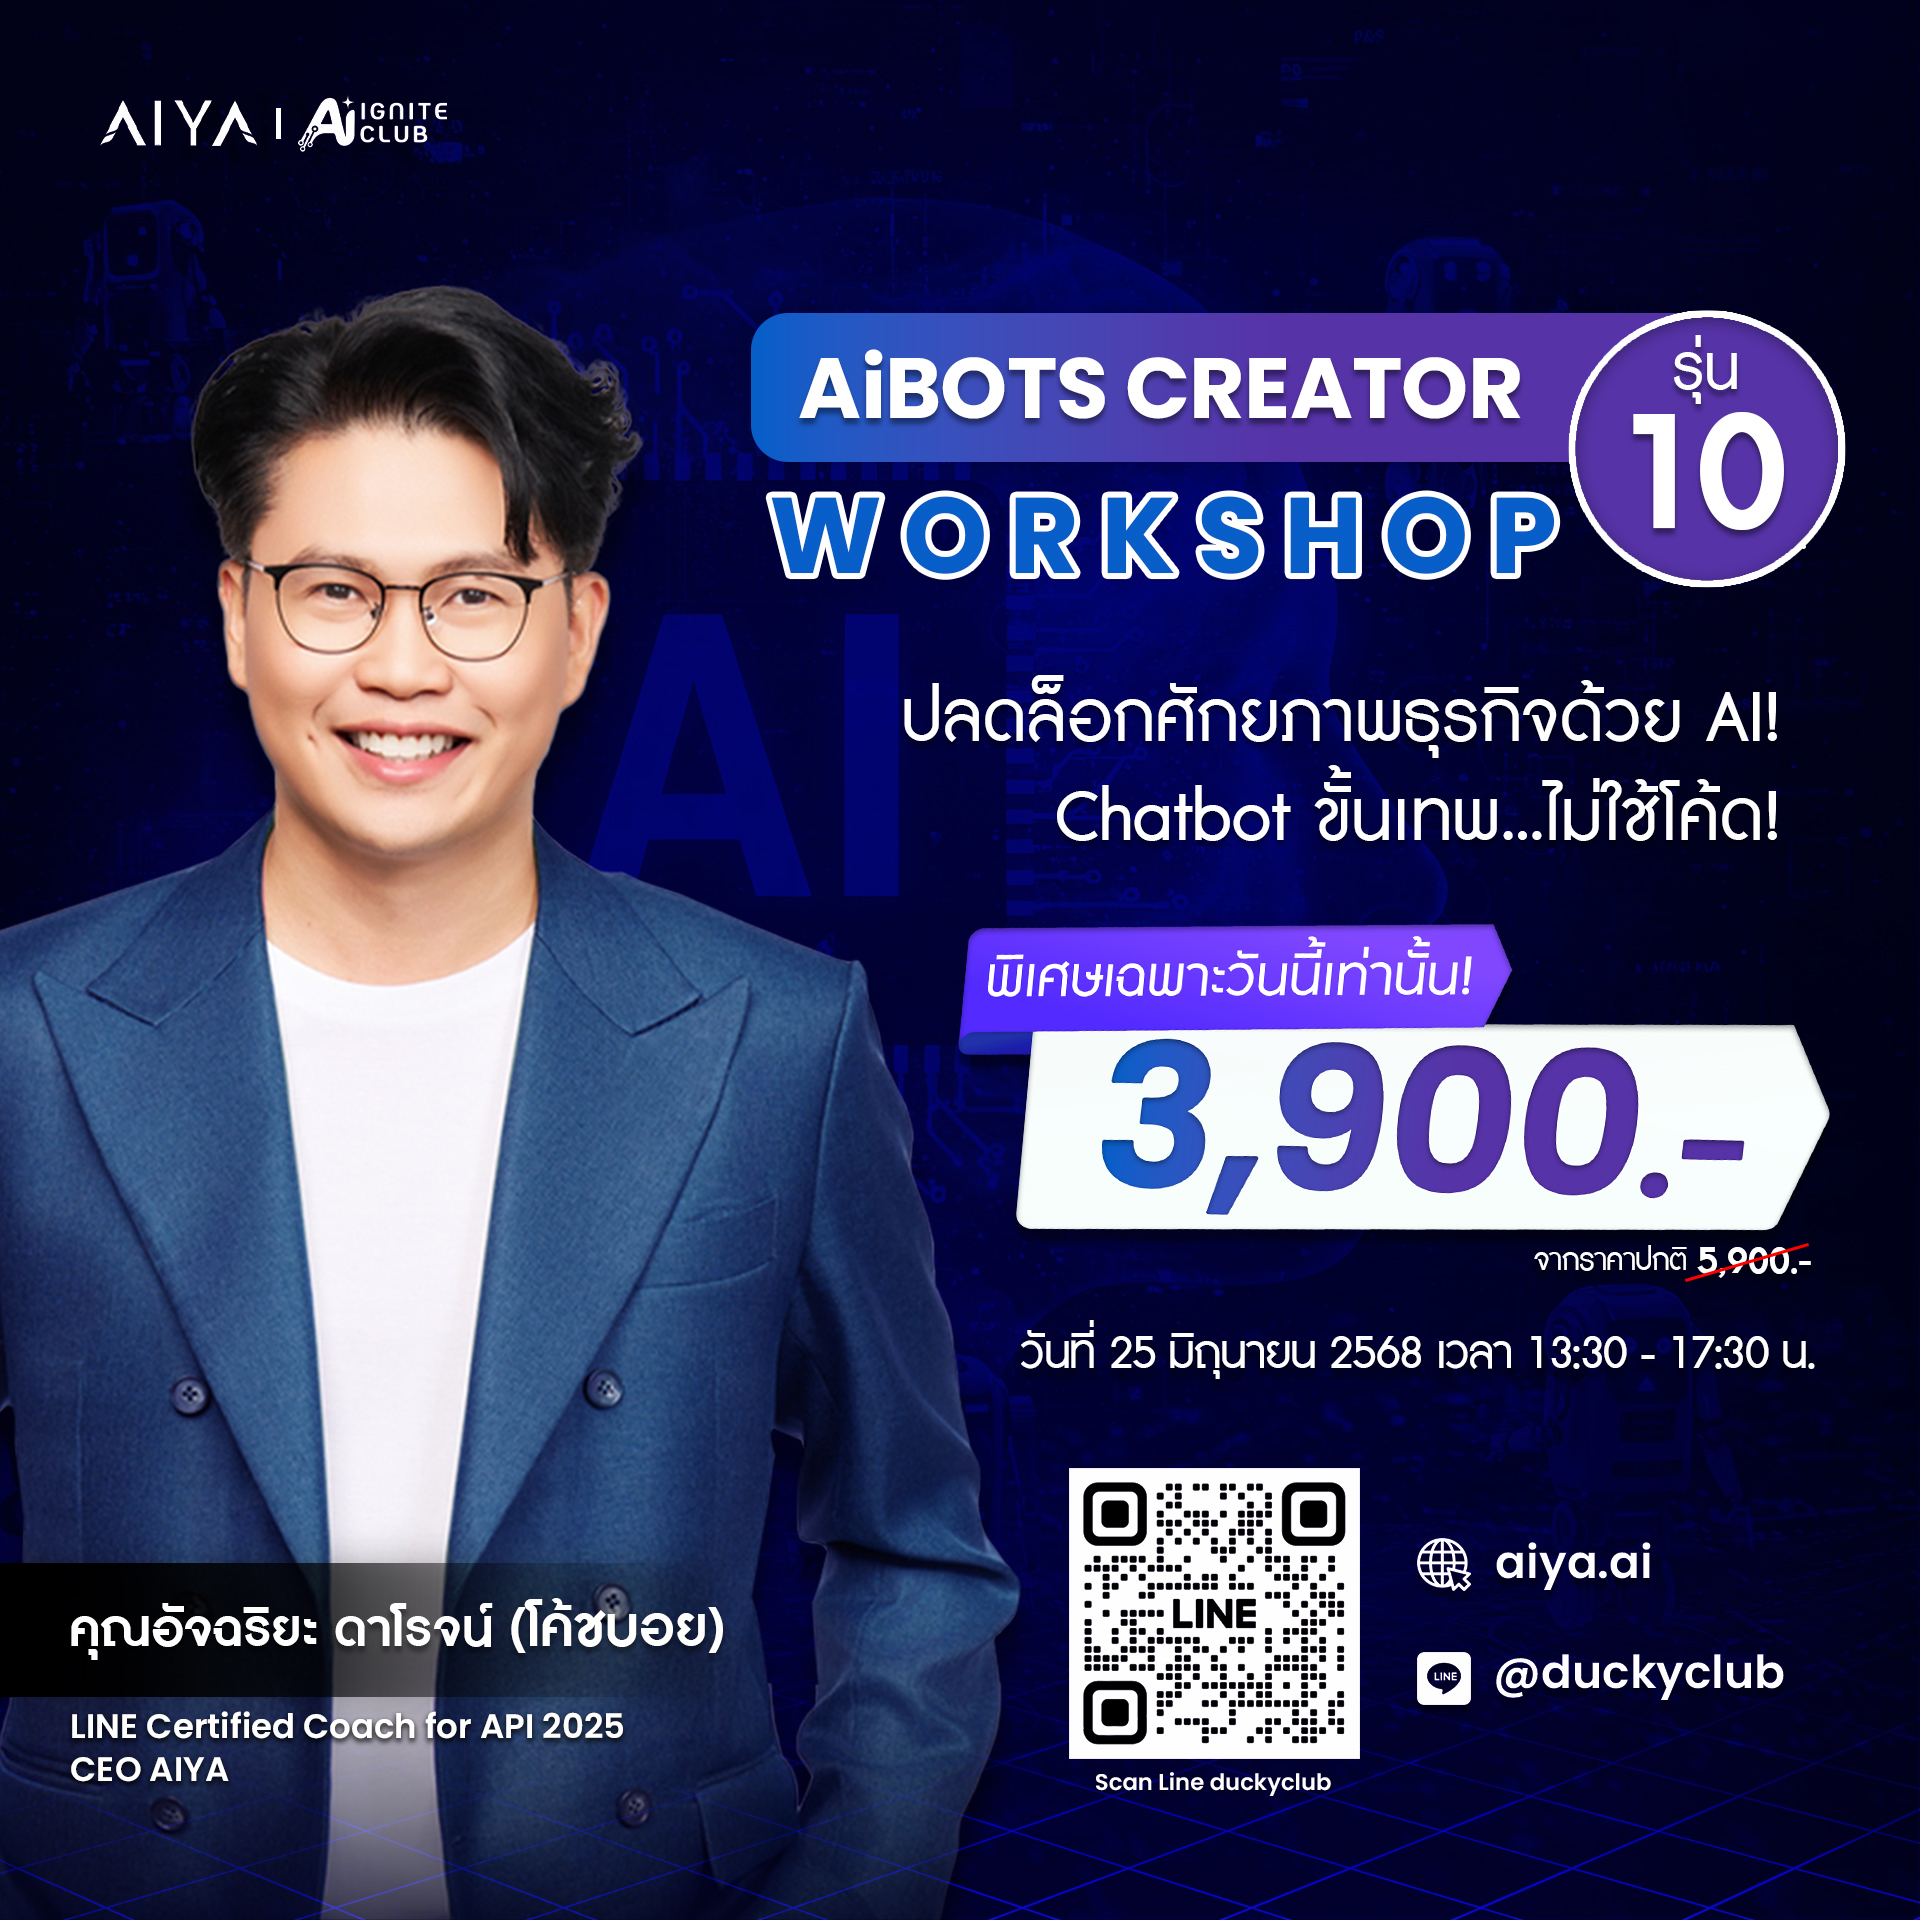 AIYA | Ai IGNITE CLUB
AiBOTS CREATOR
WORKSHOP
รุ่น
10
ปลดล็อกศักยภาพธุรกิจด้วย AI!
Chatbot ขั้นเทพ...ไม่ใช้โค้ด!
AI
พิเศษเฉพาะวันนี้เท่านั้น!
3,900.-
จากราคาปกติ 5,900.-
วันที่ 25 มิถุนายน 2568 เวลา 13:30 - 17:30 น.
LINE
Scan Line duckyclub
aiya.ai
LINE
@duckyclub
คุณอัจฉริยะ ดาโรจน์ (โค้ชบอย)
LINE Certified Coach for API 2025
CEO AIYA